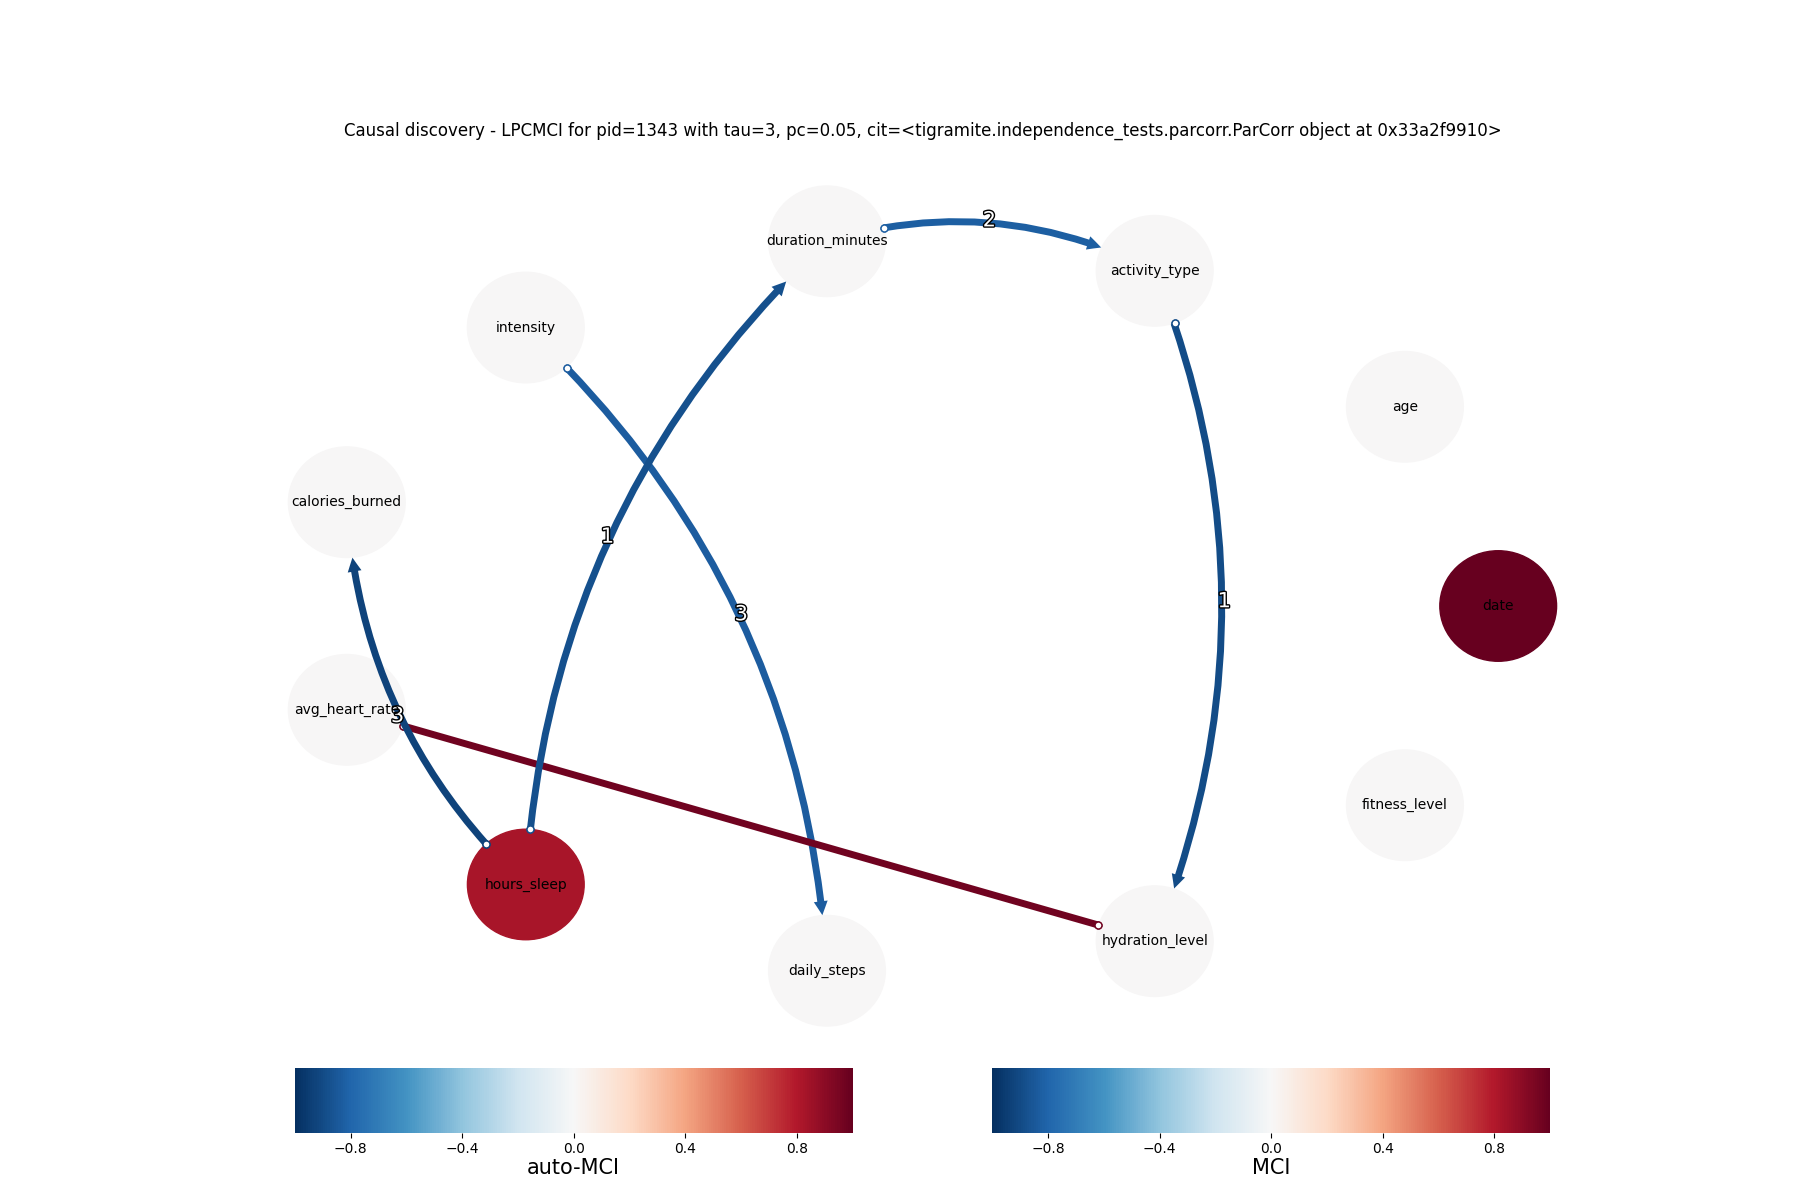 Causal discovery - LPCMCI for pid=1343 with tau=3, pc=0.05, cit=<tigramite.independence_tests.parcorr.ParCorr object at 0x33a2f9910>
2
duration_minutes
activity_type
intensity
age
calories_burned
1
date
1
3
avg_heart_rate
3
fitness_level
hours_sleep
hydration_level
daily_steps
−0.8 −0.4 0.0 0.4 0.8
auto-MCI
−0.8 −0.4 0.0 0.4 0.8
MCI